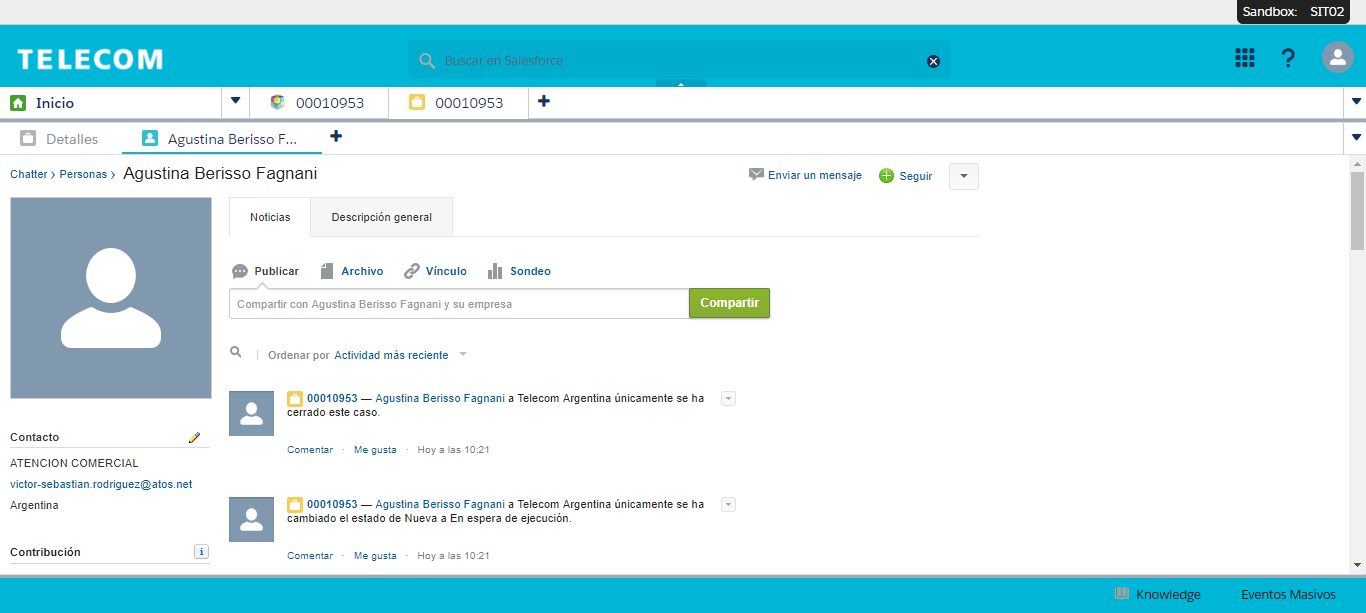 Sandbox: SIT02
TELECOM
Buscar en Salesforce
?
Inicio
00010953
00010953
Detalles
Agustina Berisso F...
Chatter › Personas › Agustina Berisso Fagnani
Enviar un mensaje
Seguir
Noticias
Descripción general
Publicar
Archivo
Vínculo
Sondeo
Compartir con Agustina Berisso Fagnani y su empresa
Compartir
Ordenar por Actividad más reciente
00010953 — Agustina Berisso Fagnani a Telecom Argentina únicamente se ha
cerrado este caso.
Comentar · Me gusta · Hoy a las 10:21
Contacto
ATENCION COMERCIAL
victor-sebastian.rodriguez@atos.net
Argentina
00010953 — Agustina Berisso Fagnani a Telecom Argentina únicamente se ha
cambiado el estado de Nueva a En espera de ejecución.
Comentar · Me gusta · Hoy a las 10:21
Contribución
i
Knowledge
Eventos Masivos